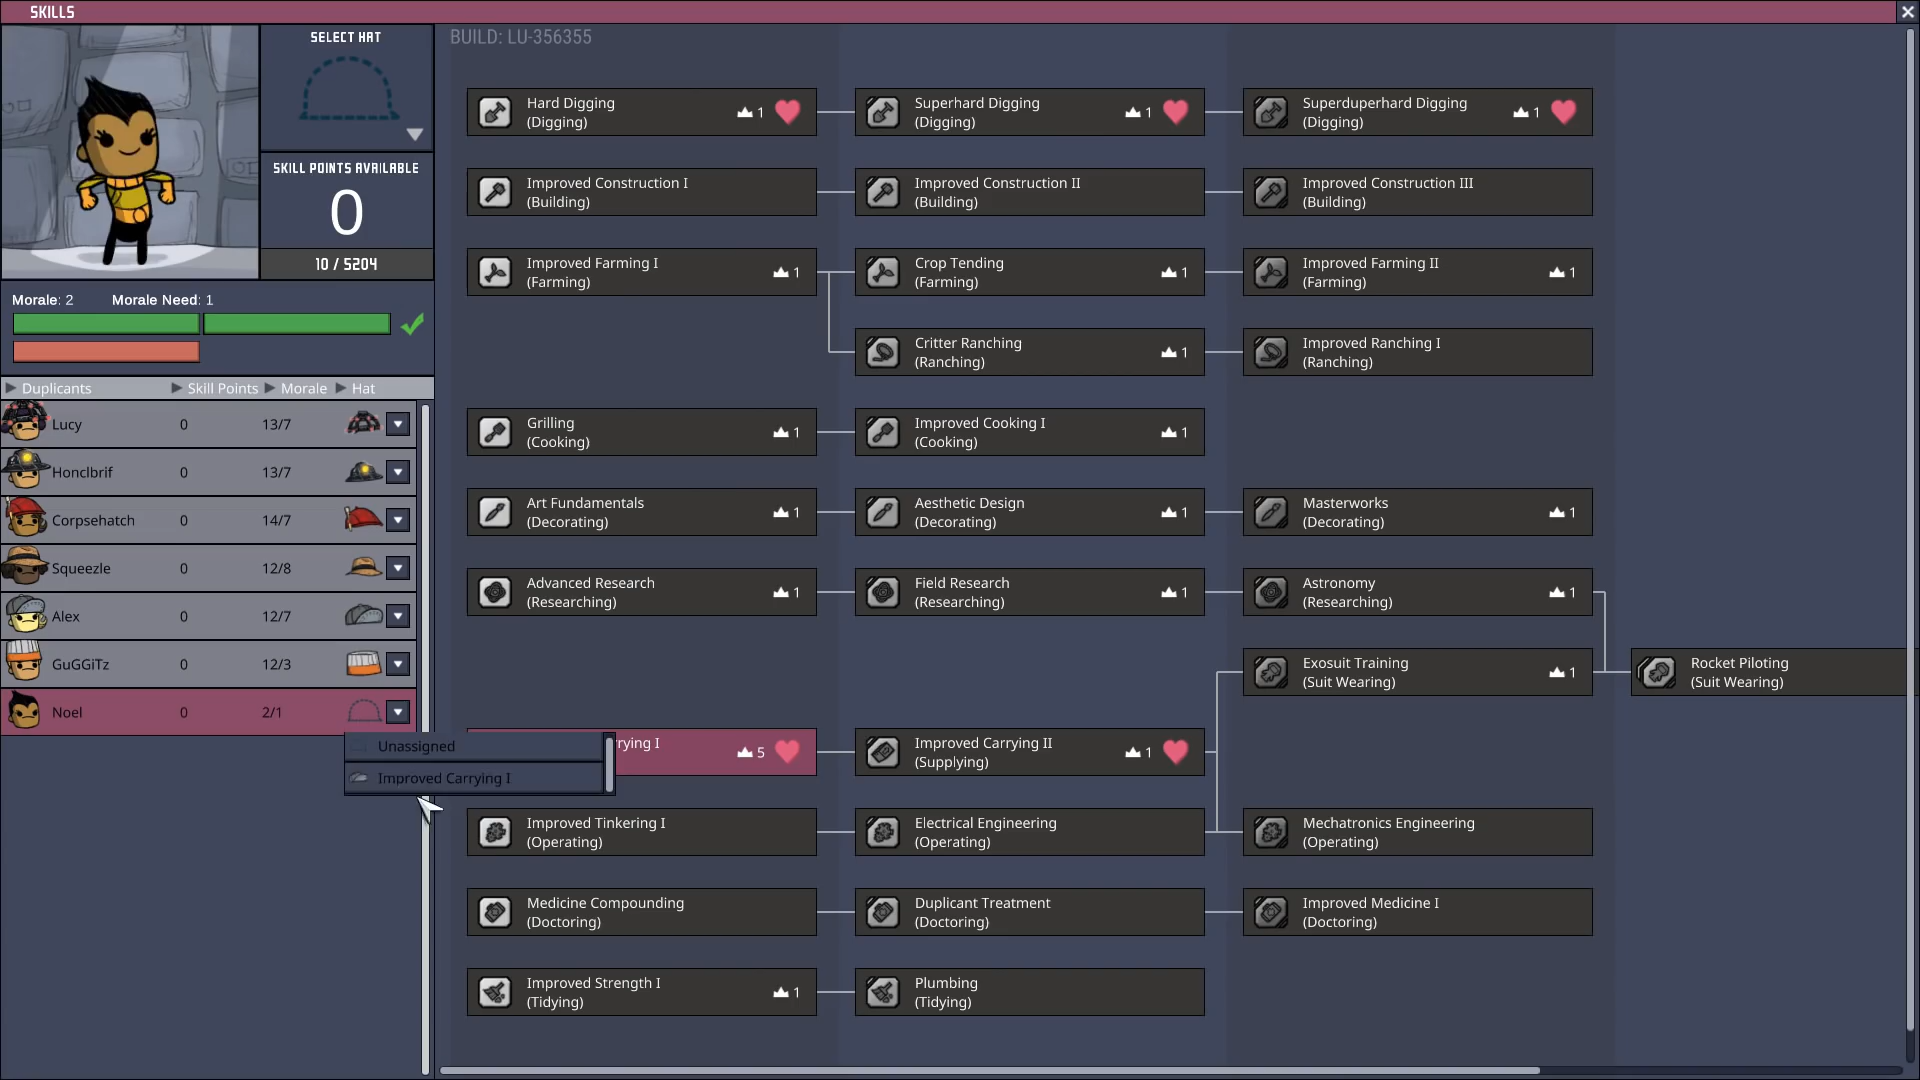 SKILLS
SELECT HAT
SKILL POINTS AVAILABLE
0
10 / 5204
Morale: 2 Morale Need: 1
Duplicants Skill Points Morale Hat
Lucy 0 13/7
Honclbrif 0 13/7
Corpsehatch 0 14/7
Squeezle 0 12/8
Alex 0 12/7
GuGGiTz 0 12/3
Noel 0 2/1
Unassigned
Improved Carrying I
BUILD: LU-356355
Hard Digging
(Digging)
1
Superhard Digging
(Digging)
1
Superduperhard Digging
(Digging)
1
Improved Construction I
(Building)
Improved Construction II
(Building)
Improved Construction III
(Building)
Improved Farming I
(Farming)
1
Crop Tending
(Farming)
1
Improved Farming II
(Farming)
1
Critter Ranching
(Ranching)
1
Improved Ranching I
(Ranching)
Grilling
(Cooking)
1
Improved Cooking I
(Cooking)
1
Art Fundamentals
(Decorating)
1
Aesthetic Design
(Decorating)
1
Masterworks
(Decorating)
1
Advanced Research
(Researching)
1
Field Research
(Researching)
1
Astronomy
(Researching)
1
Exosuit Training
(Suit Wearing)
1
Rocket Piloting
(Suit Wearing)
rrying I
5
Improved Carrying II
(Supplying)
1
Improved Tinkering I
(Operating)
Electrical Engineering
(Operating)
Mechatronics Engineering
(Operating)
Medicine Compounding
(Doctoring)
Duplicant Treatment
(Doctoring)
Improved Medicine I
(Doctoring)
Improved Strength I
(Tidying)
1
Plumbing
(Tidying)